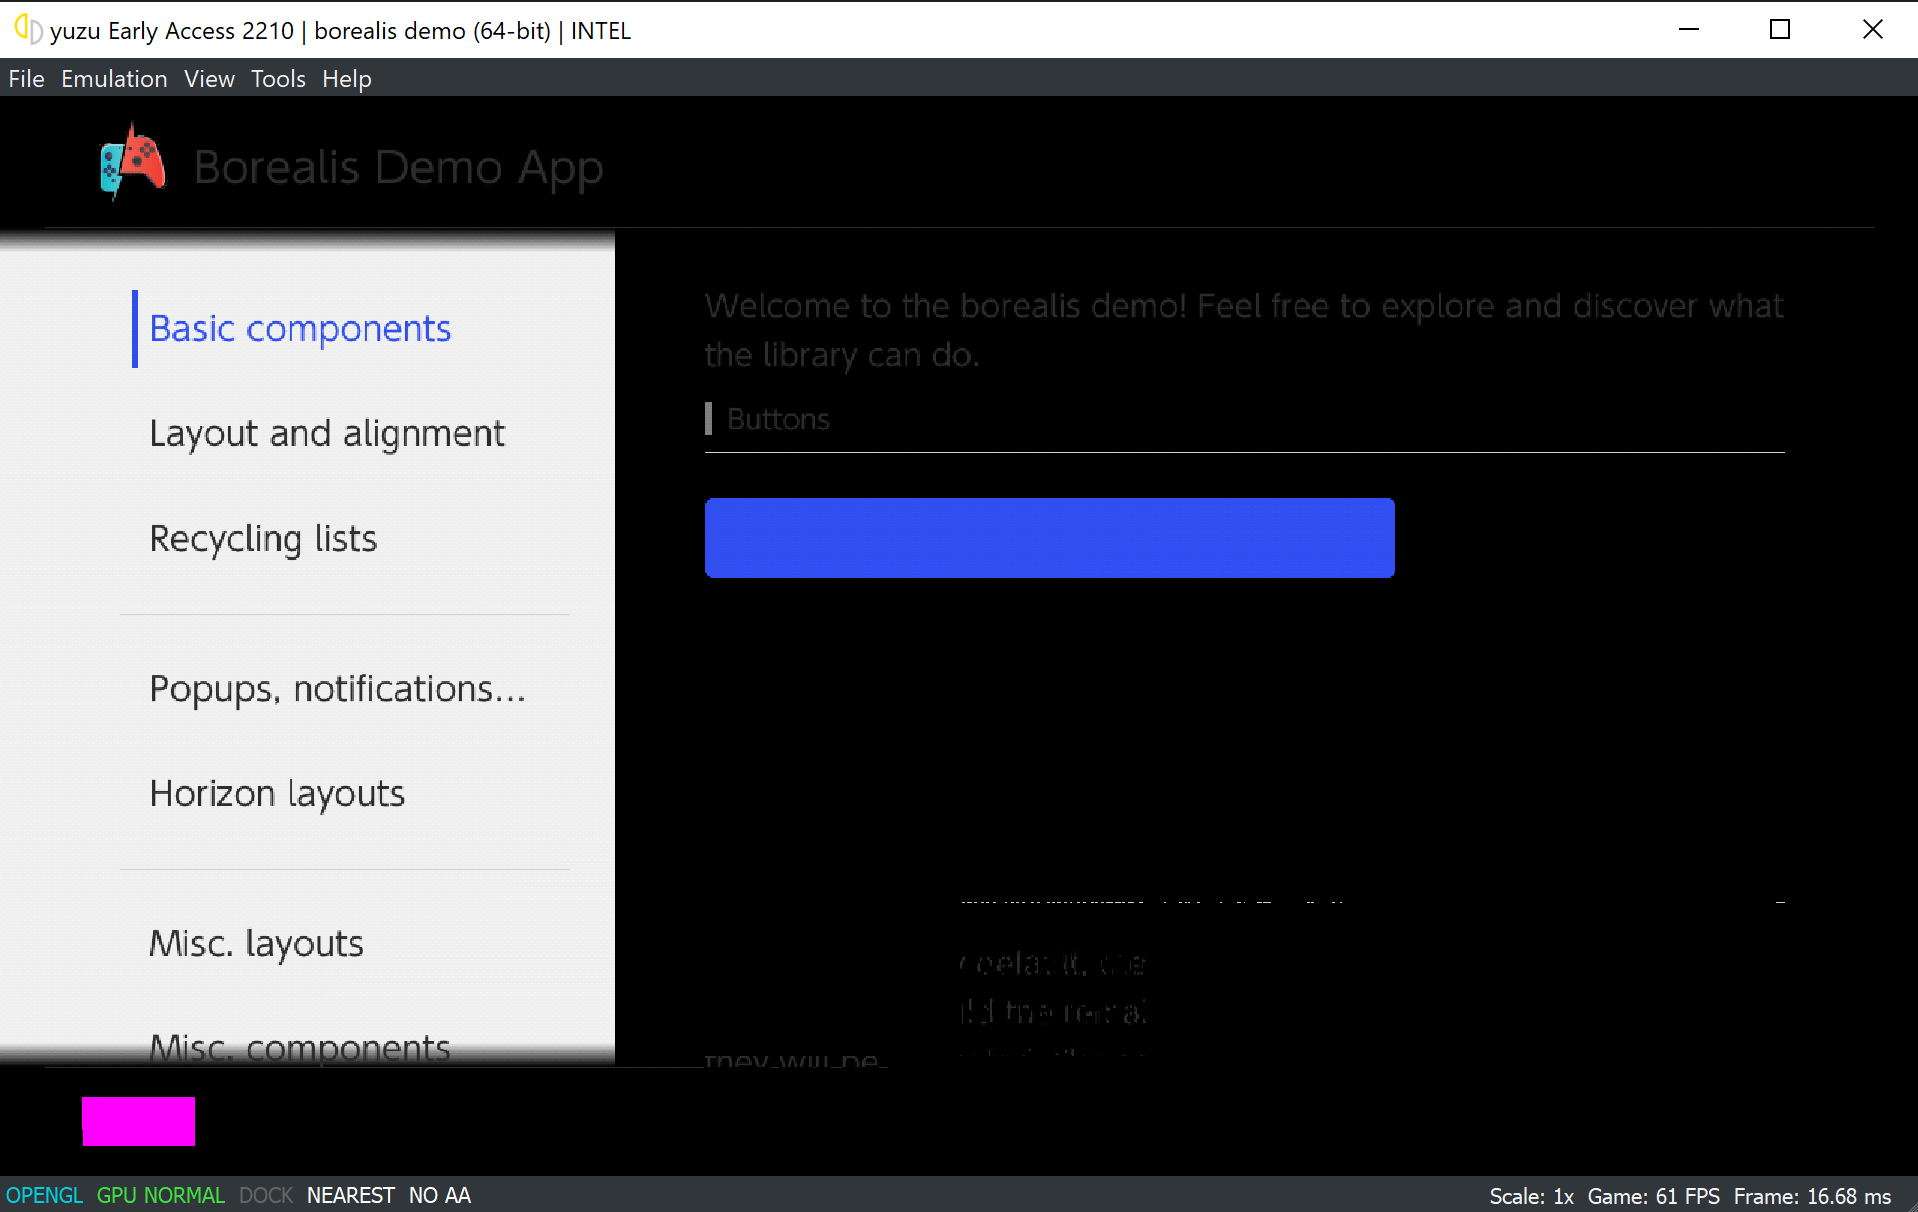 yuzu Early Access 2210 | borealis demo (64-bit) | INTEL
File Emulation View Tools Help
Borealis Demo App
Basic components
Layout and alignment
Recycling lists
Popups, notifications...
Horizon layouts
Misc. layouts
Misc. components
Welcome to the borealis demo! Feel free to explore and discover what
the library can do.
Buttons
they will be
OPENGL GPU NORMAL DOCK NEAREST NO AA
Scale: 1x Game: 61 FPS Frame: 16.68 ms